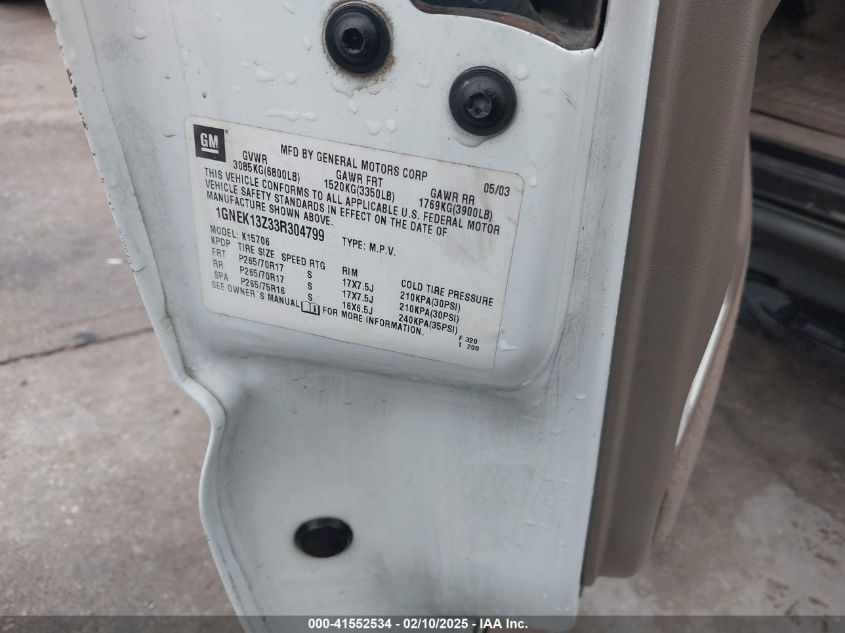 GM
MFD BY GENERAL MOTORS CORP 05/03
GVWR GAWR FRT GAWR RR
3085KG(6800LB) 1520KG(3350LB) 1769KG(3900LB)
THIS VEHICLE CONFORMS TO ALL APPLICABLE U.S. FEDERAL MOTOR
VEHICLE SAFETY STANDARDS IN EFFECT ON THE DATE OF
MANUFACTURE SHOWN ABOVE.
1GNEK13Z33R304799 TYPE: M.P.V.
MODEL: K15706
KPDP TIRE SIZE SPEED RTG RIM COLD TIRE PRESSURE
FRT P265/70R17 S 17X7.5J 210KPA(30PSI)
RR P265/70R17 S 17X7.5J 210KPA(30PSI)
SPA P265/75R16 S 16X6.5J 240KPA(35PSI)
SEE OWNER'S MANUAL FOR MORE INFORMATION.
F 320
T 200
000-41552534 — 02/10/2025 — IAA Inc.